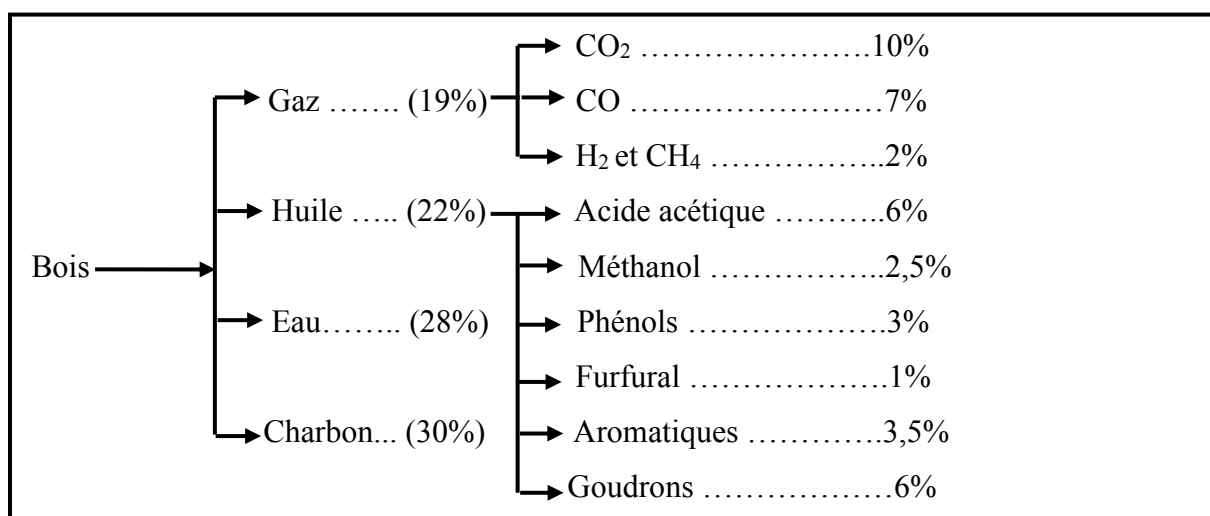 CO₂ …………………..10%
Gaz ……. (19%)
CO …………………….7%
H₂ et CH₄ ……………..2%
Huile ….. (22%)
Acide acétique ………..6%
Bois
Méthanol ……………..2,5%
Eau…….. (28%)
Phénols ……………….3%
Furfural ……………….1%
Charbon... (30%)
Aromatiques …………3,5%
Goudrons ………………6%